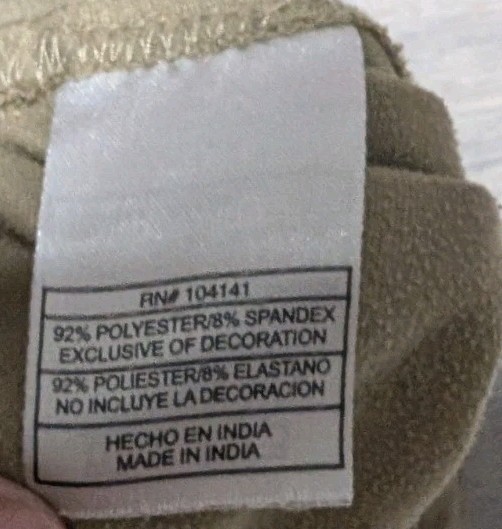 RN# 104141
92% POLYESTER/8% SPANDEX
EXCLUSIVE OF DECORATION
92% POLIESTER/8% ELASTANO
NO INCLUYE LA DECORACION
HECHO EN INDIA
MADE IN INDIA